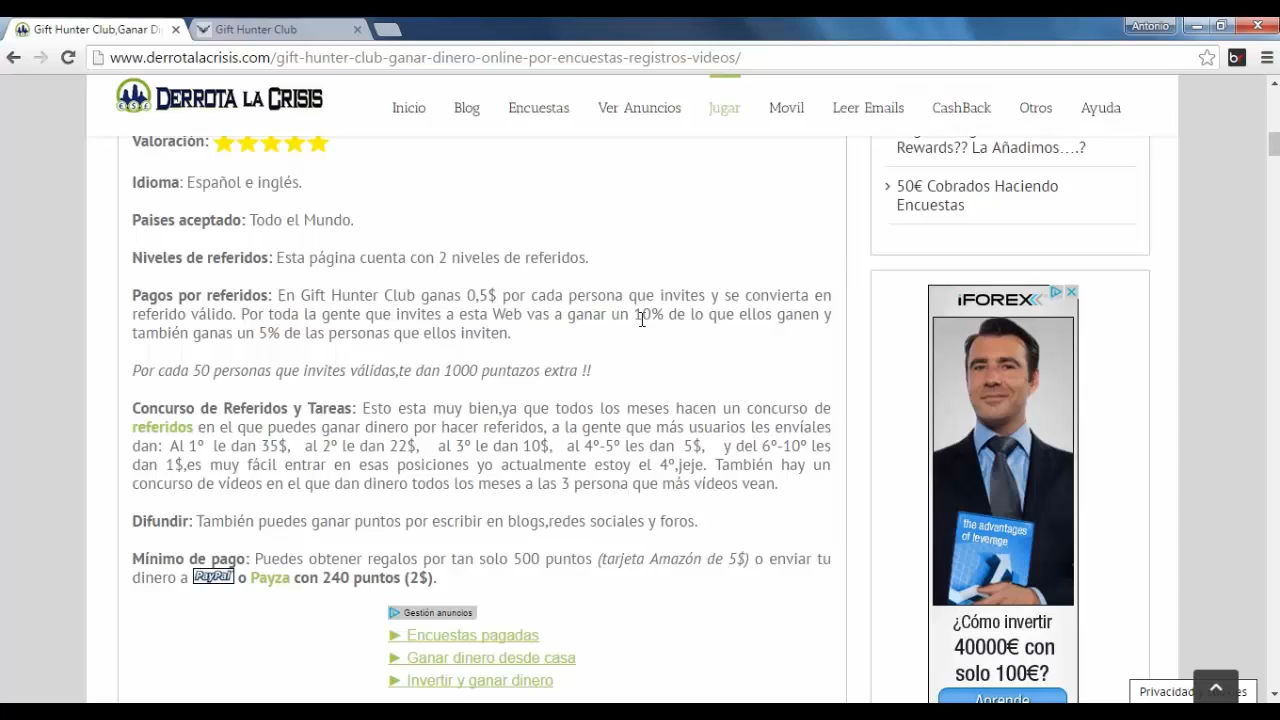 Gift Hunter Club,Ganar Di
Gift Hunter Club
Antonio
www.derrotalacrisis.com/gift-hunter-club-ganar-dinero-online-por-encuestas-registros-videos/
DERROTA LA CRISIS
Inicio Blog Encuestas Ver Anuncios Jugar Movil Leer Emails CashBack Otros Ayuda
Valoración:
Idioma: Español e inglés.
Paises aceptado: Todo el Mundo.
Niveles de referidos: Esta página cuenta con 2 niveles de referidos.
Pagos por referidos: En Gift Hunter Club ganas 0,5$ por cada persona que invites y se convierta en
referido válido. Por toda la gente que invites a esta Web vas a ganar un 10% de lo que ellos ganen y
también ganas un 5% de las personas que ellos inviten.
Por cada 50 personas que invites válidas,te dan 1000 puntazos extra !!
Concurso de Referidos y Tareas: Esto esta muy bien,ya que todos los meses hacen un concurso de
referidos en el que puedes ganar dinero por hacer referidos, a la gente que más usuarios les envíales
dan: Al 1º le dan 35$, al 2º le dan 22$, al 3º le dan 10$, al 4º-5º les dan 5$, y del 6º-10º les
dan 1$,es muy fácil entrar en esas posiciones yo actualmente estoy el 4º,jeje. También hay un
concurso de vídeos en el que dan dinero todos los meses a las 3 persona que más vídeos vean.
Difundir: También puedes ganar puntos por escribir en blogs,redes sociales y foros.
Mínimo de pago: Puedes obtener regalos por tan solo 500 puntos (tarjeta Amazón de 5$) o enviar tu
dinero a PayPal o Payza con 240 puntos (2$).
Gestión anuncios
► Encuestas pagadas
► Ganar dinero desde casa
► Invertir y ganar dinero
Rewards?? La Añadimos….?
50€ Cobrados Haciendo
Encuestas
iFOREX
the advantages
of leverage
¿Cómo invertir
40000€ con
solo 100€?
Aprende
Privacidad y cookies